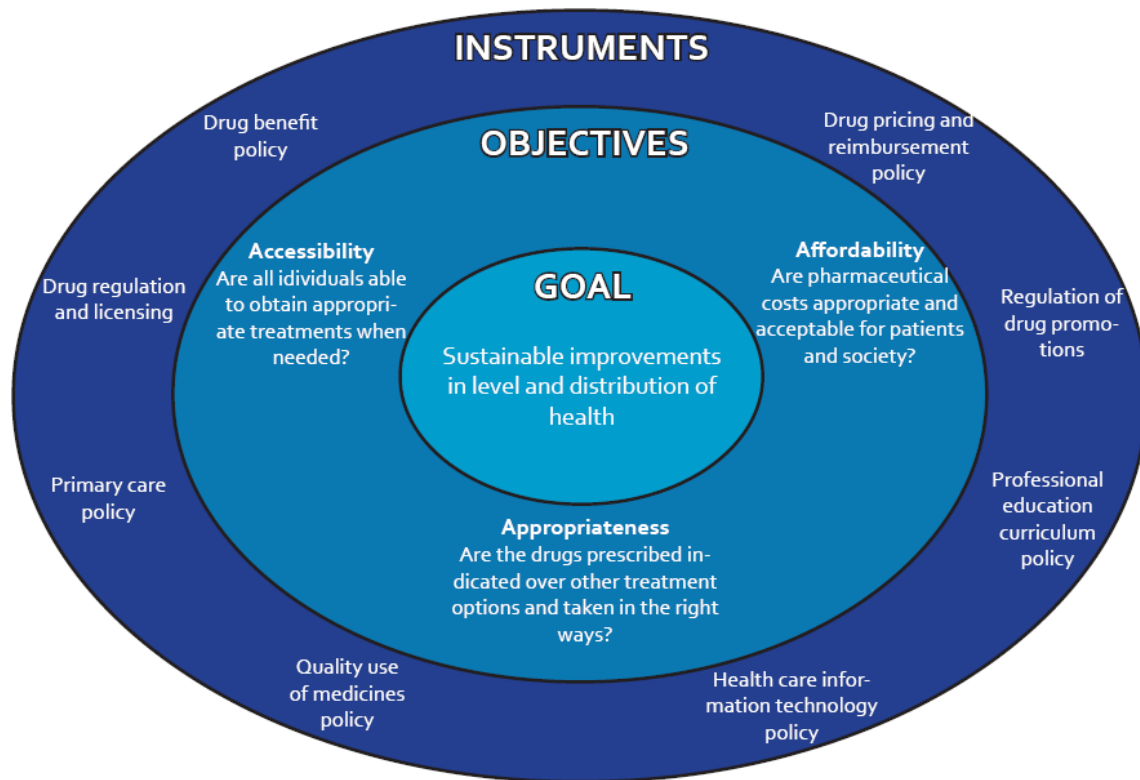 INSTRUMENTS
Drug benefit
policy
Drug pricing and
reimbursement
policy
OBJECTIVES
Accessibility
Are all idividuals able
to obtain appropri-
ate treatments when
needed?
Affordability
Are pharmaceutical
costs appropriate and
acceptable for patients
and society?
GOAL
Sustainable improvements
in level and distribution of
health
Drug regulation
and licensing
Regulation of
drug promo-
tions
Primary care
policy
Professional
education
curriculum
policy
Appropriateness
Are the drugs prescribed in-
dicated over other treatment
options and taken in the right
ways?
Quality use
of medicines
policy
Health care infor-
mation technology
policy